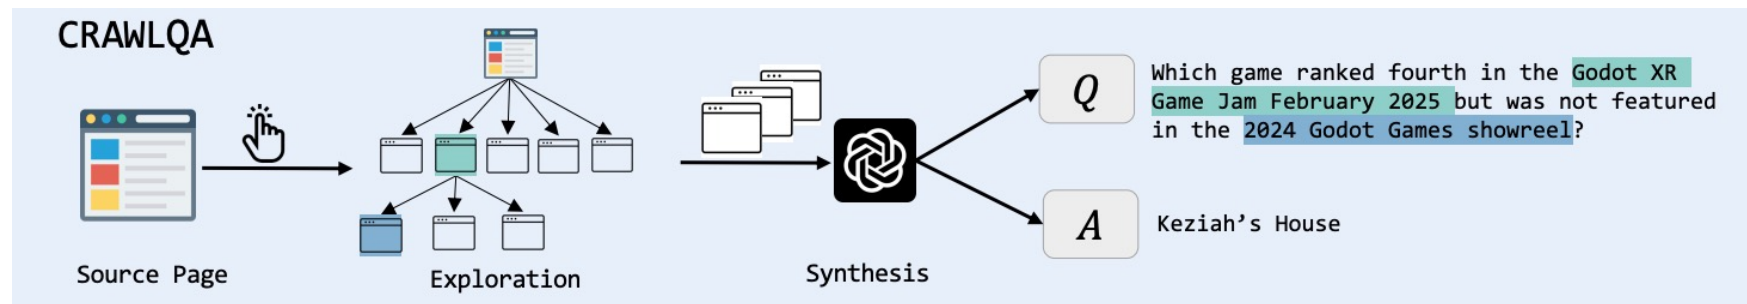 CRAWLQA
Source Page
Exploration
Synthesis
Q
Which game ranked fourth in the Godot XR
Game Jam February 2025 but was not featured
in the 2024 Godot Games showreel?
A
Keziah’s House